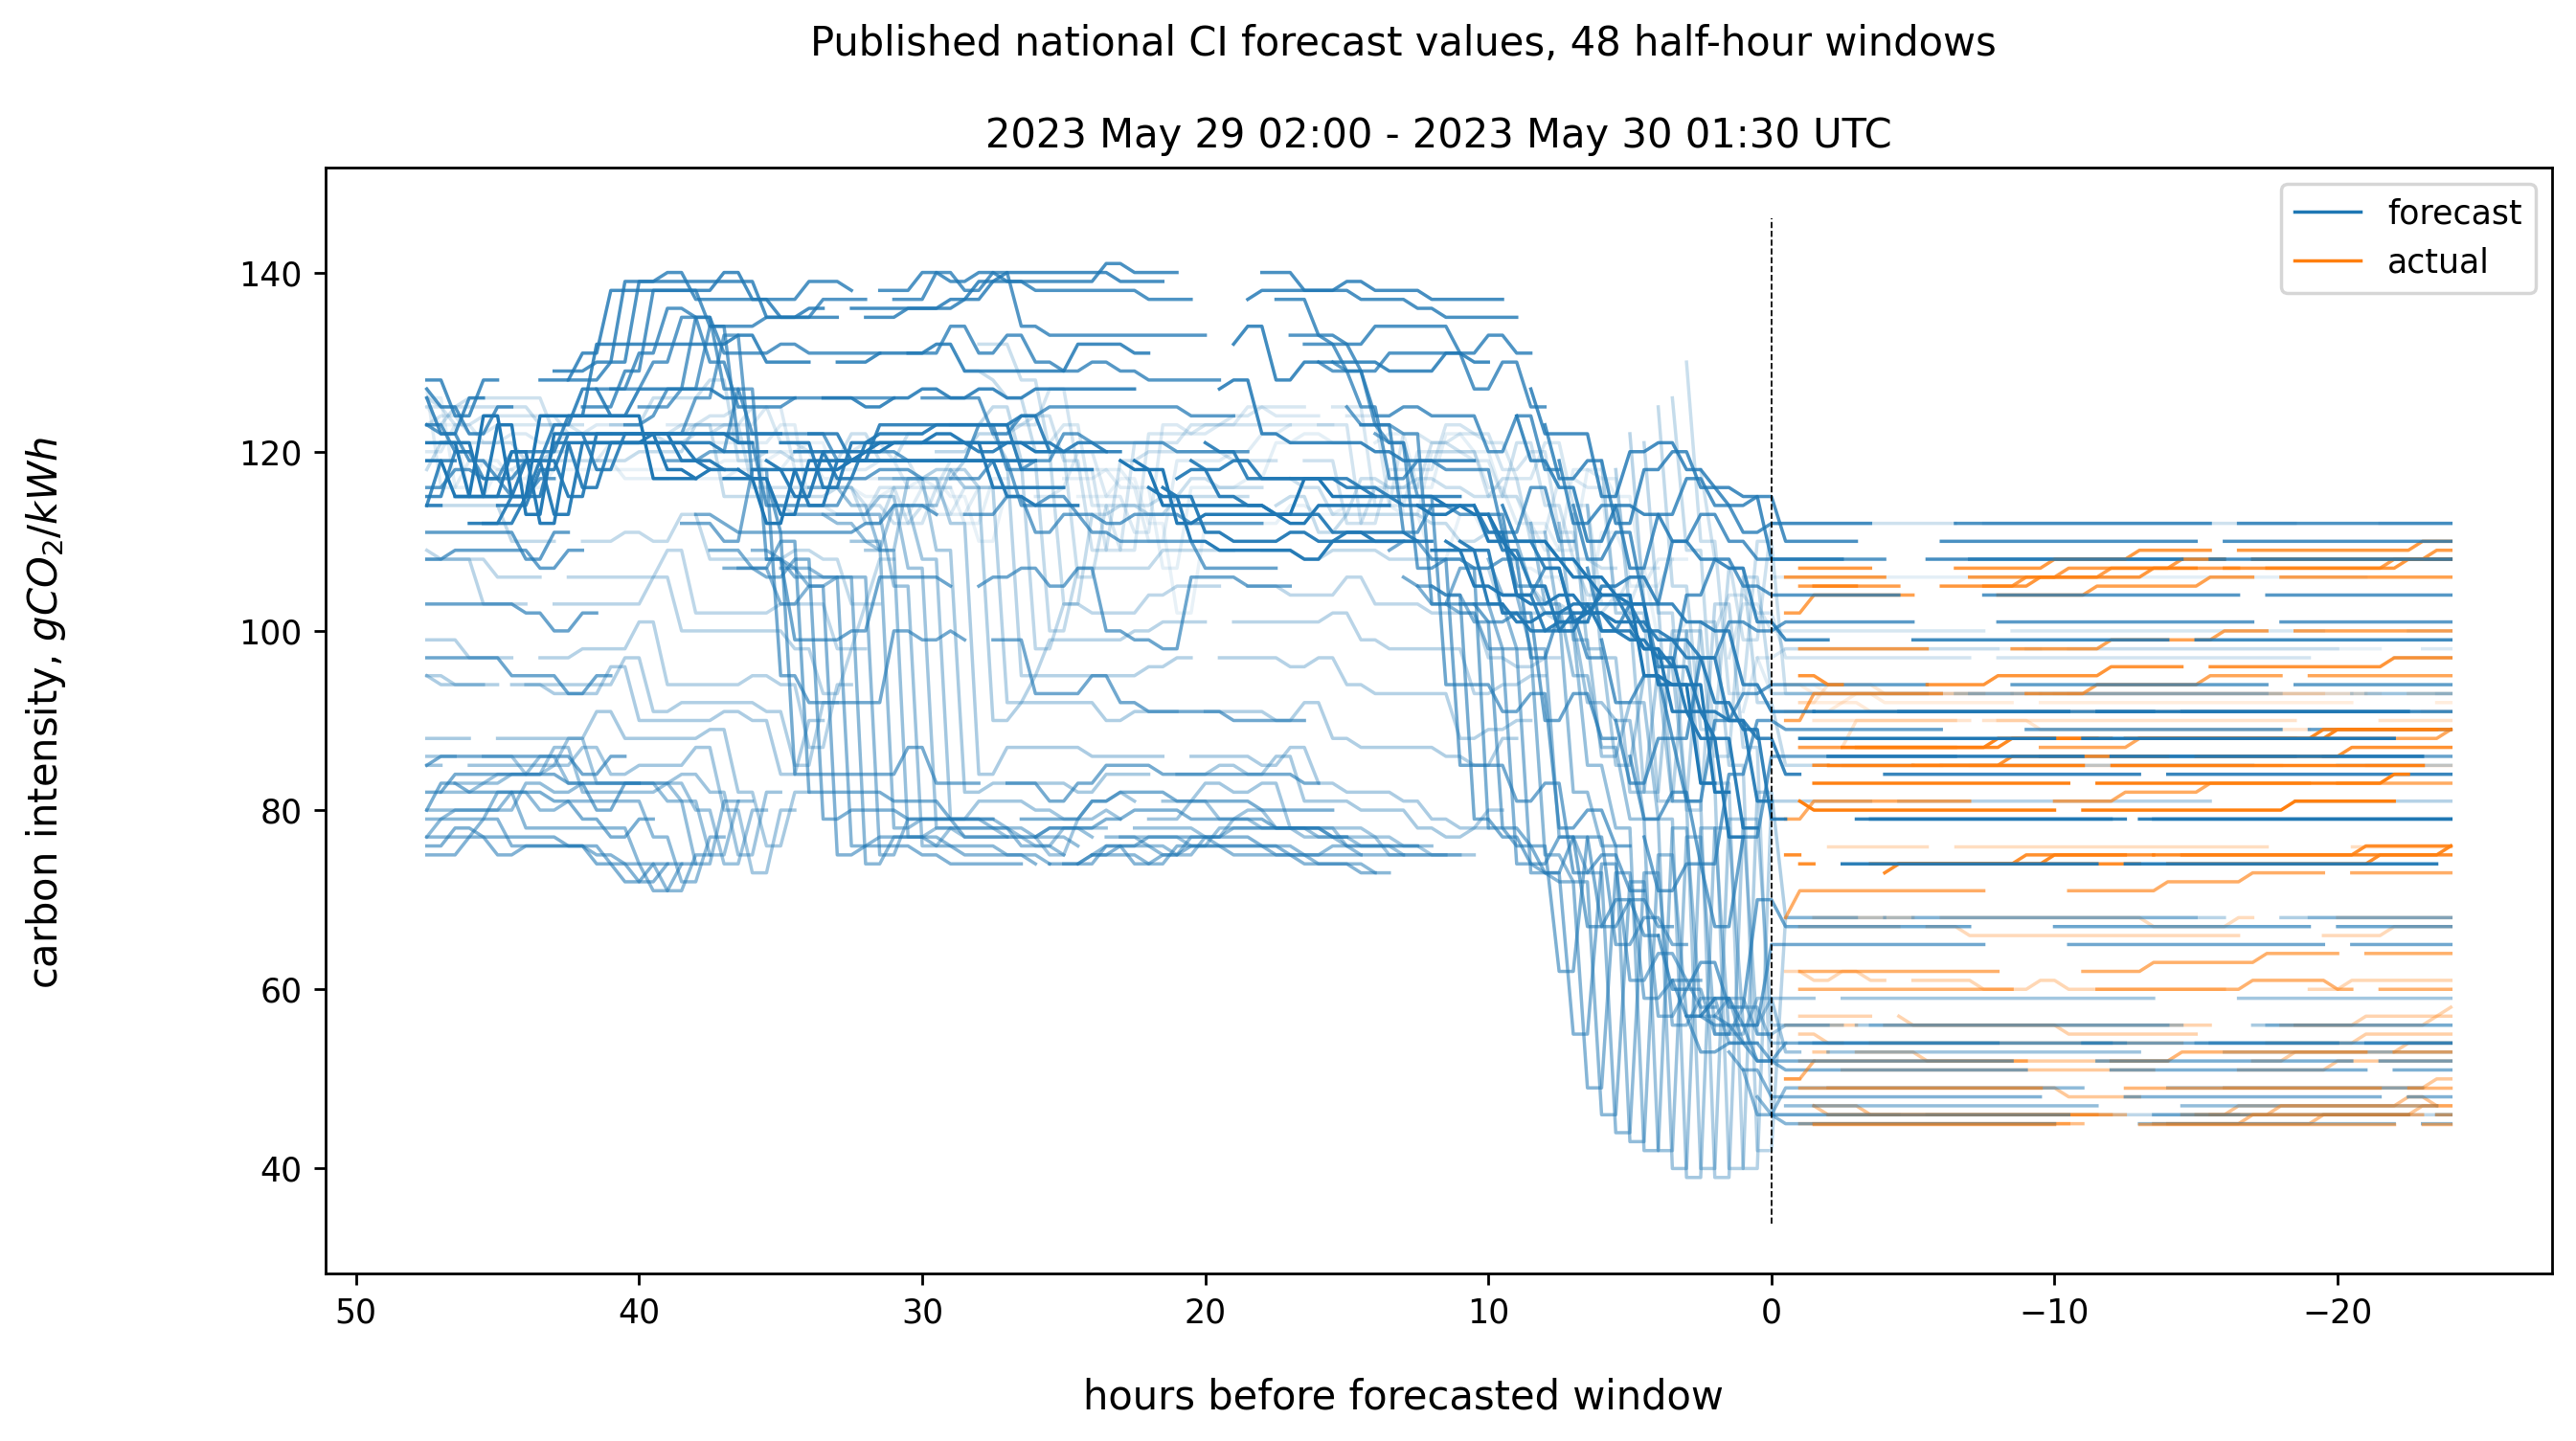 Published national CI forecast values, 48 half-hour windows
2023 May 29 02:00 - 2023 May 30 01:30 UTC
forecast
actual
carbon intensity, gCO₂/kWh
140
120
100
80
60
40
50
40
30
20
10
0
−10
−20
hours before forecasted window